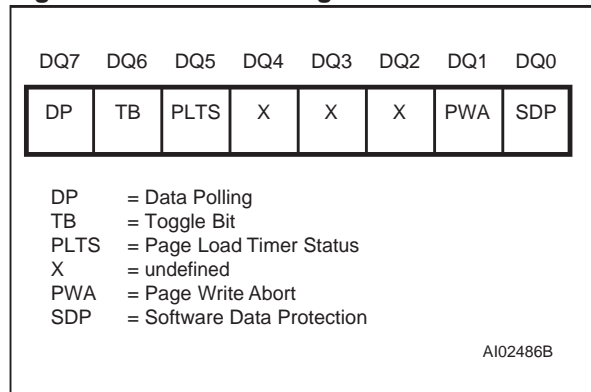 DQ7 DQ6 DQ5 DQ4 DQ3 DQ2 DQ1 DQ0
DP TB PLTS X X X PWA SDP
DP = Data Polling
TB = Toggle Bit
PLTS = Page Load Timer Status
X = undefined
PWA = Page Write Abort
SDP = Software Data Protection
AI02486B